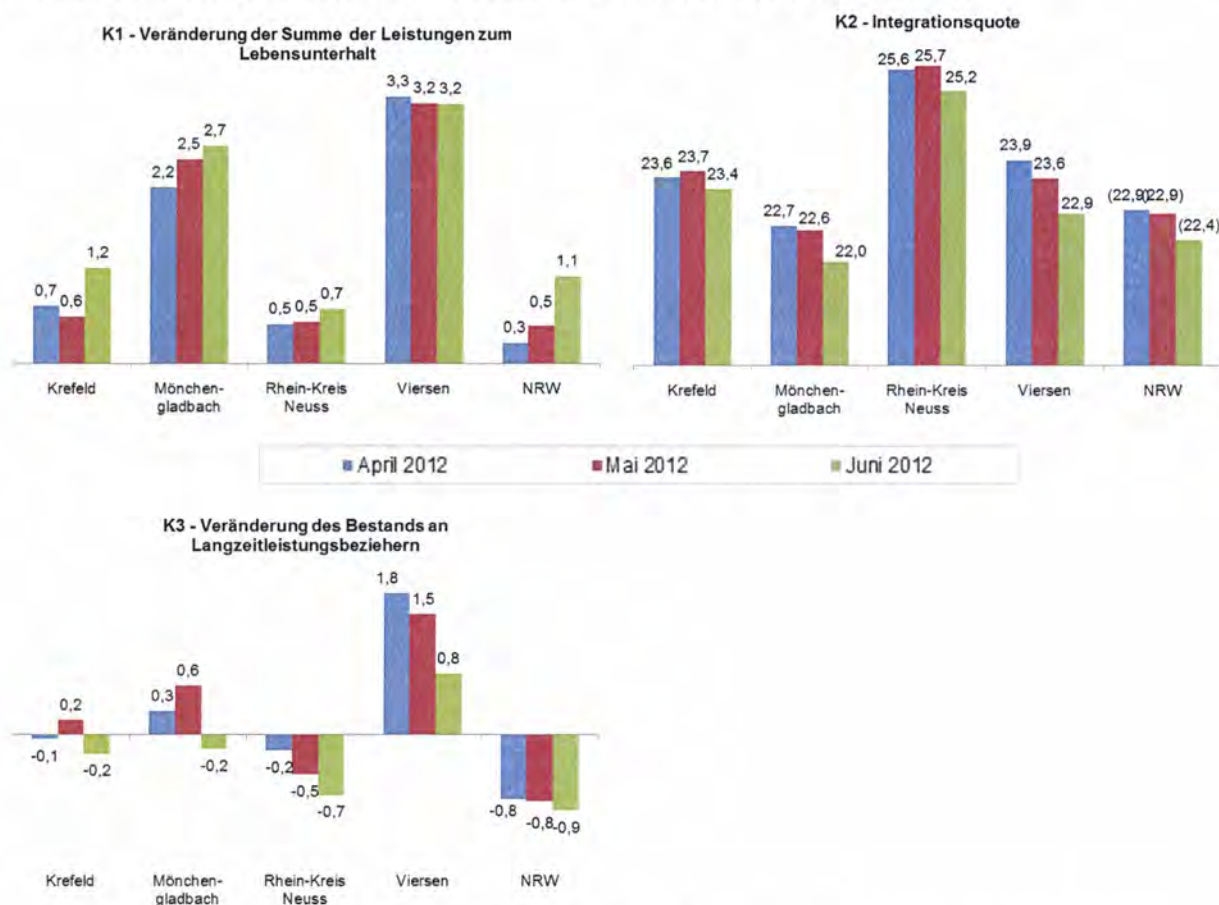 K1 - Veränderung der Summe der Leistungen zum
Lebensunterhalt
3,3
3,2
3,2
2,2
2,5
2,7
0,7
0,6
1,2
0,5
0,5
0,7
0,3
0,5
1,1
Krefeld
Mönchen-
gladbach
Rhein-Kreis
Neuss
Viersen
NRW
K2 - Integrationsquote
23,6
23,7
23,4
22,7
22,6
22,0
25,6
25,7
25,2
23,9
23,6
22,9
(22,9)
(22,9)
(22,4)
Krefeld
Mönchen-
gladbach
Rhein-Kreis
Neuss
Viersen
NRW
April 2012
Mai 2012
Juni 2012
K3 - Veränderung des Bestands an
Langzeitleistungsbeziehern
-0,1
0,2
-0,2
0,3
0,6
-0,2
-0,2
-0,5
-0,7
1,8
1,5
0,8
-0,8
-0,8
-0,9
Krefeld
Mönchen-
gladbach
Rhein-Kreis
Neuss
Viersen
NRW